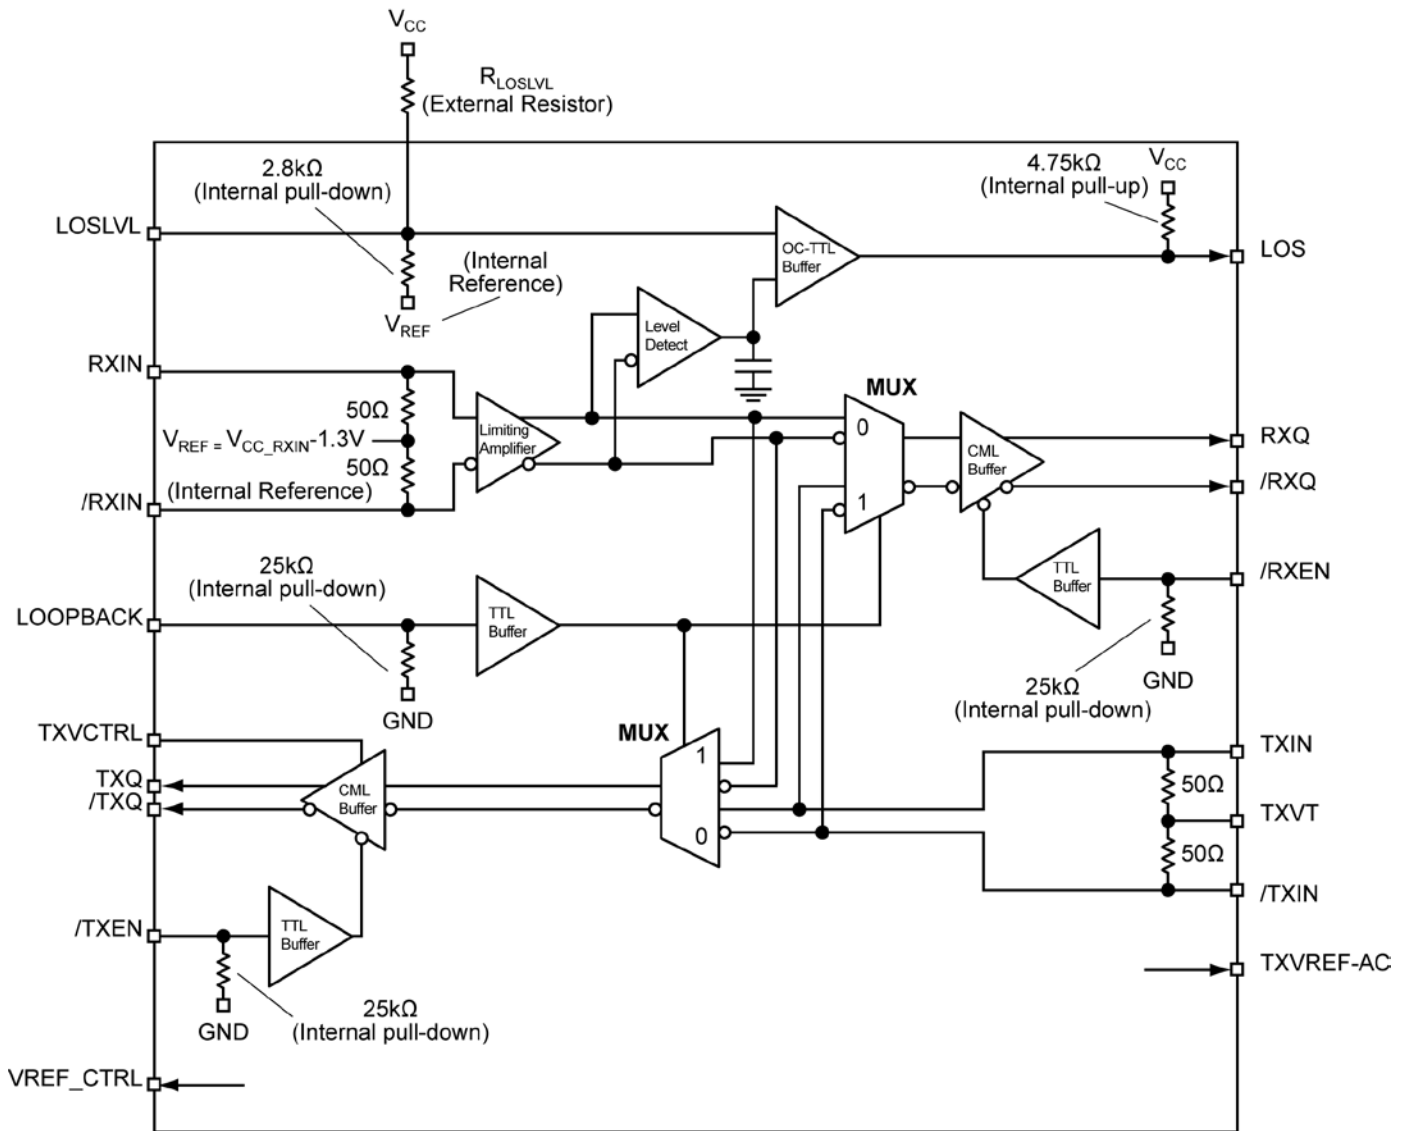 VCC
RLOSLVL
(External Resistor)
2.8kΩ
(Internal pull-down)
4.75kΩ
(Internal pull-up)
VCC
LOSLVL
OC-TTL
Buffer
LOS
(Internal
Reference)
VREF
Level
Detect
RXIN
MUX
50Ω
Limiting
Amplifier
0
VREF = VCC_RXIN-1.3V
50Ω
(Internal Reference)
/RXIN
1
CML
Buffer
RXQ
/RXQ
25kΩ
(Internal pull-down)
TTL
Buffer
/RXEN
LOOPBACK
TTL
Buffer
GND
GND
25kΩ
(Internal pull-down)
TXVCTRL
MUX
1
0
TXQ
/TXQ
CML
Buffer
TXIN
50Ω
TXVT
50Ω
/TXIN
/TXEN
TTL
Buffer
GND
25kΩ
(Internal pull-down)
TXVREF-AC
VREF_CTRL